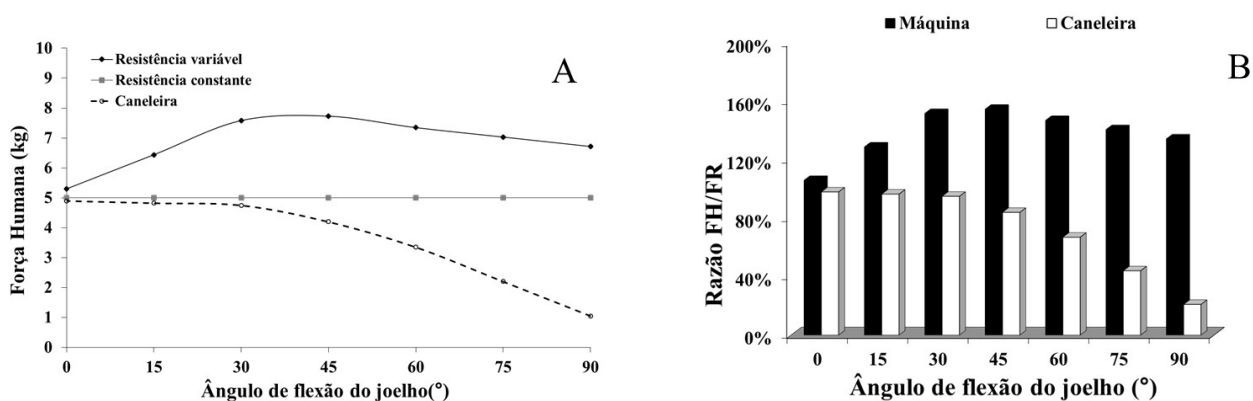 10
9
8
7
6
5
4
3
2
1
0
Força Humana (kg)
Resistência variável
Resistência constante
Caneleira
A
0 15 30 45 60 75 90
Ângulo de flexão do joelho(°)
Máquina Caneleira
B
200%
160%
120%
80%
40%
0%
Razão FH/FR
0 15 30 45 60 75 90
Ângulo de flexão do joelho (°)